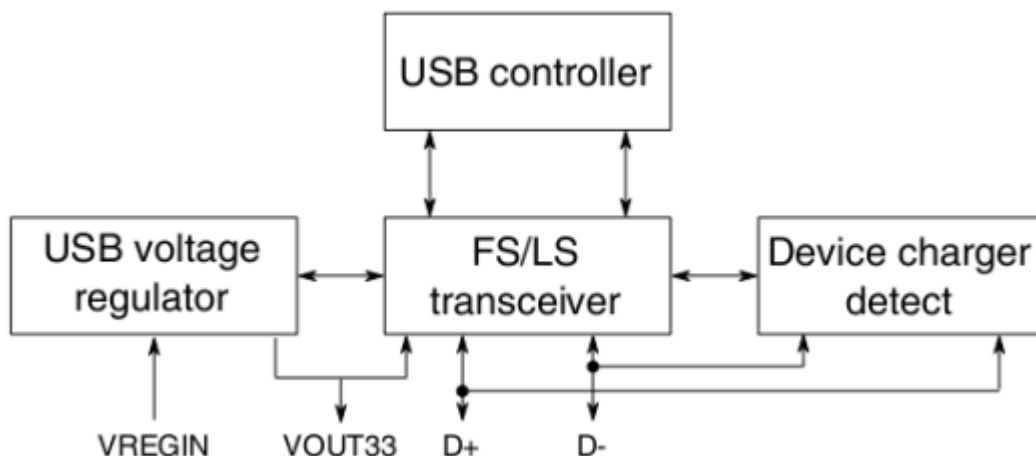 USB controller
USB voltage
regulator
FS/LS
transceiver
Device charger
detect
VREGIN
VOUT33
D+
D-